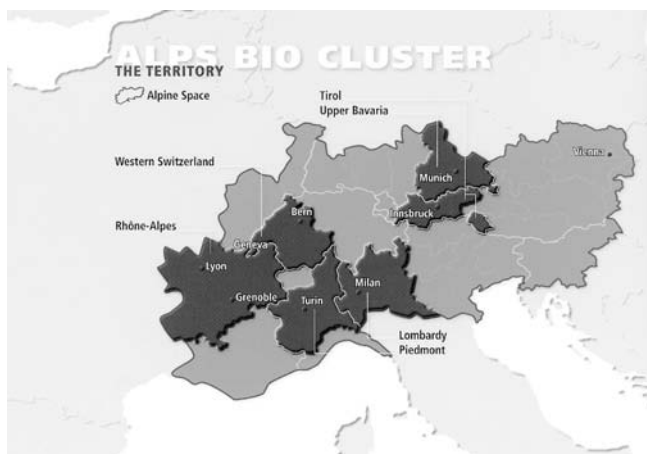 ALPS BIO CLUSTER
THE TERRITORY
Alpine Space
Tirol
Upper Bavaria
Vienna
Western Switzerland
Munich
Bern
Innsbruck
Rhône-Alpes
Geneva
Lyon
Grenoble
Turin
Milan
Lombardy
Piedmont